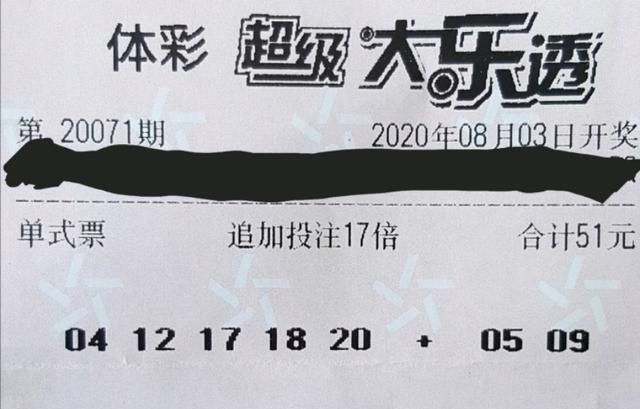 体彩 超级大乐透
第 20071期 2020年08月03日开奖
单式票 追加投注17倍 合计51元
04 12 17 18 20 + 05 09